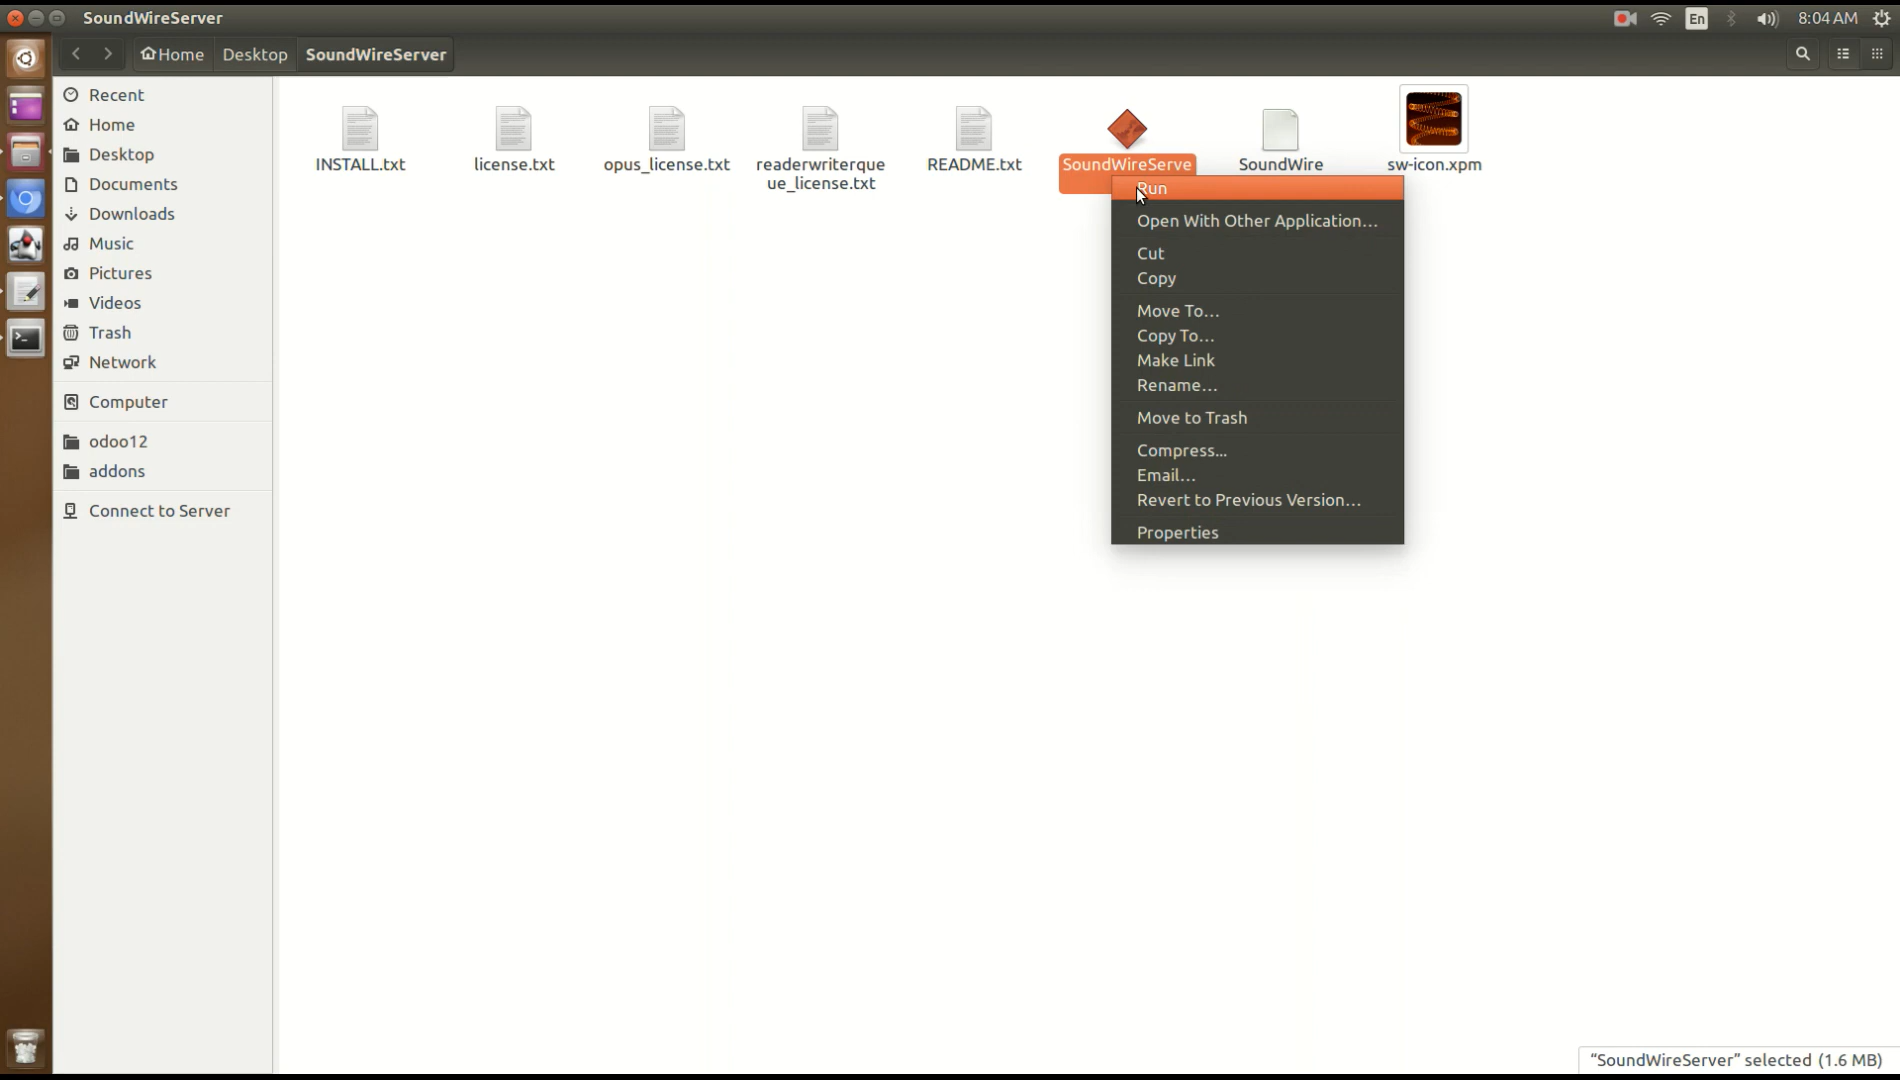 SoundWireServer
En
8:04 AM
Home
Desktop
SoundWireServer
Recent
Home
Desktop
Documents
Downloads
Music
Pictures
Videos
Trash
Network
Computer
odoo12
addons
Connect to Server
INSTALL.txt
license.txt
opus_license.txt
readerwriterque
ue_license.txt
README.txt
SoundWireServe
SoundWire
sw-icon.xpm
Run
Open With Other Application...
Cut
Copy
Move To...
Copy To...
Make Link
Rename...
Move to Trash
Compress...
Email...
Revert to Previous Version...
Properties
"SoundWireServer" selected (1.6 MB)